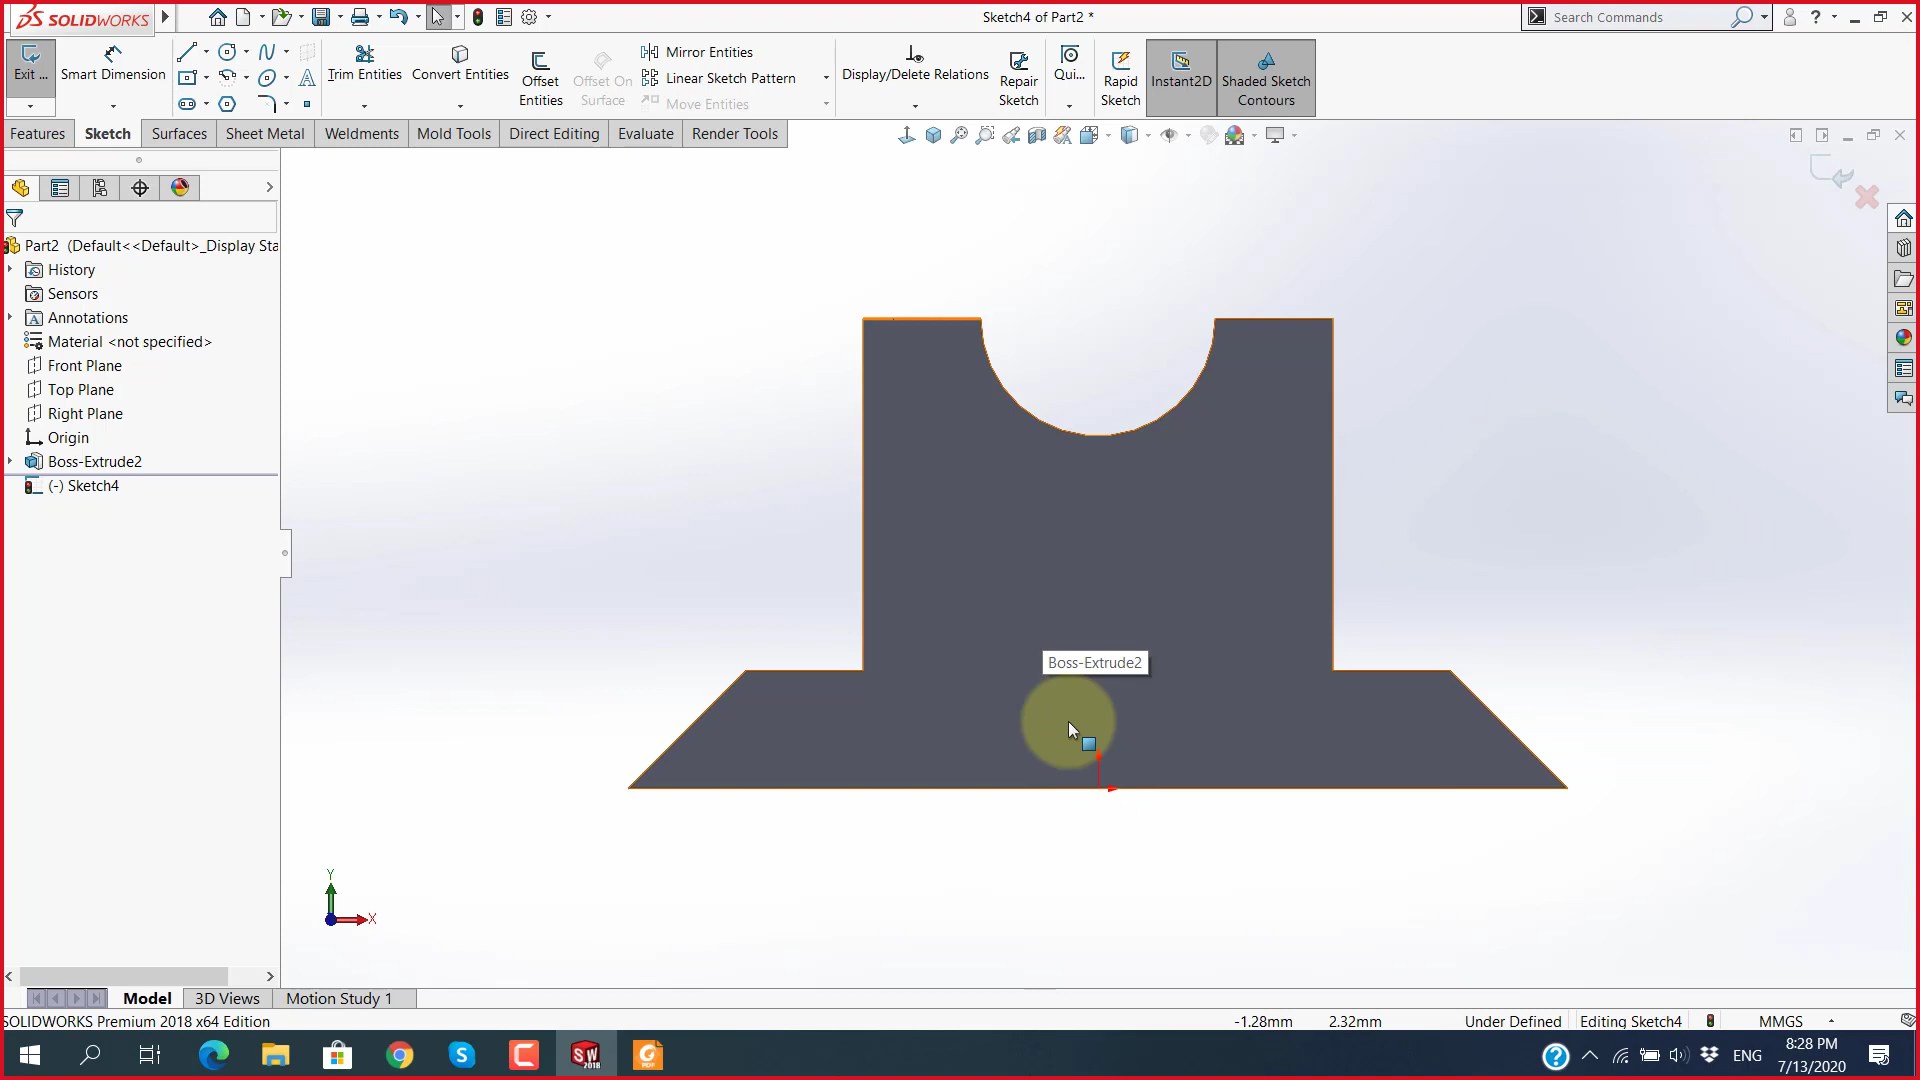 SOLIDWORKS
Sketch4 of Part2 *
Search Commands
Exit ...
Smart Dimension
Trim Entities
Convert Entities
Offset Entities
Offset On Surface
Mirror Entities
Linear Sketch Pattern
Move Entities
Display/Delete Relations
Repair Sketch
Qui...
Rapid Sketch
Instant2D
Shaded Sketch Contours
Features
Sketch
Surfaces
Sheet Metal
Weldments
Mold Tools
Direct Editing
Evaluate
Render Tools
Part2 (Default<<Default>_Display Sta
History
Sensors
Annotations
Material <not specified>
Front Plane
Top Plane
Right Plane
Origin
Boss-Extrude2
(-) Sketch4
Boss-Extrude2
Y
X
Model
3D Views
Motion Study 1
SOLIDWORKS Premium 2018 x64 Edition
-1.28mm
2.32mm
Under Defined
Editing Sketch4
MMGS
ENG
8:28 PM
7/13/2020